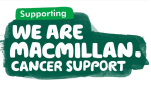 Supporting
WE ARE
MACMILLAN.
CANCER SUPPORT